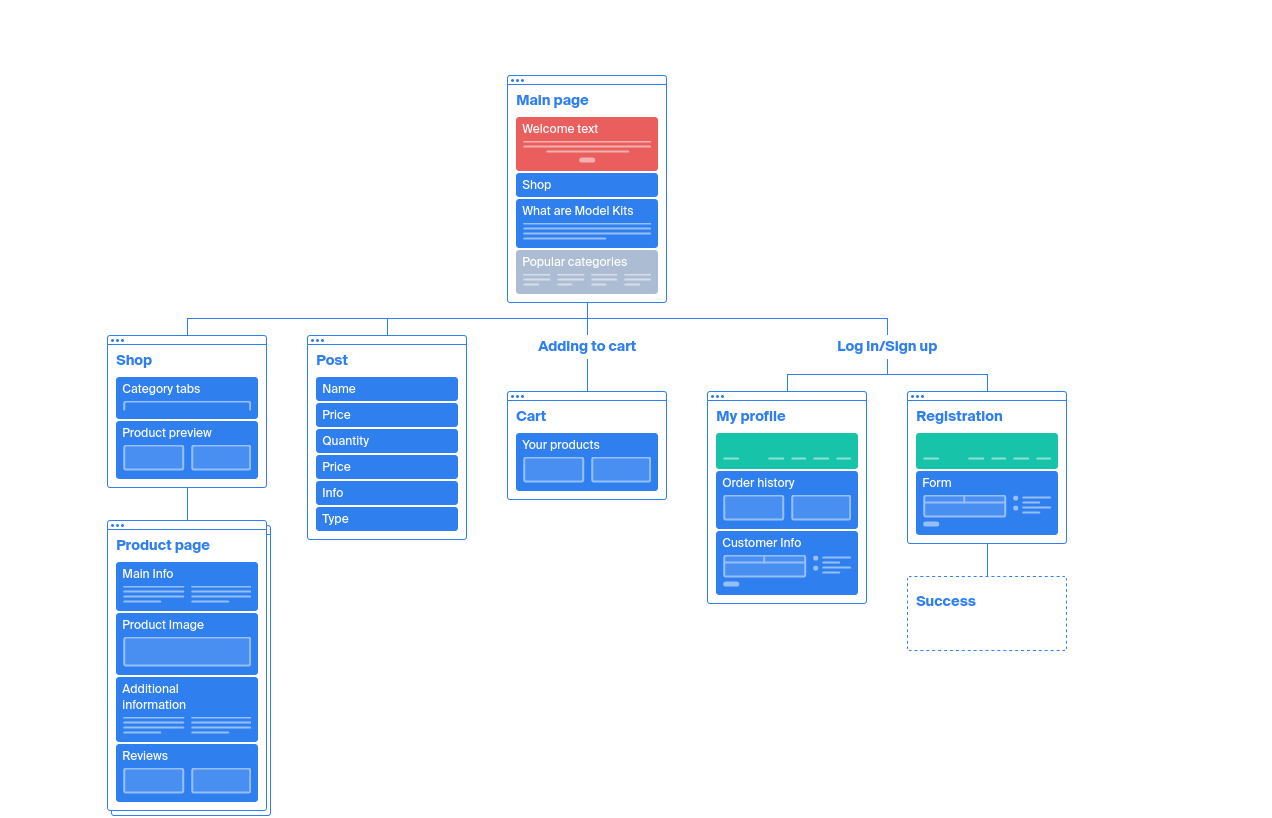 Main page
Welcome text
Shop
What are Model Kits
Popular categories
Shop
Category tabs
Product preview
Product page
Main Info
Product Image
Additional
information
Reviews
Post
Name
Price
Quantity
Price
Info
Type
Adding to cart
Cart
Your products
Log in/Sign up
My profile
Order history
Customer Info
Registration
Form
Success